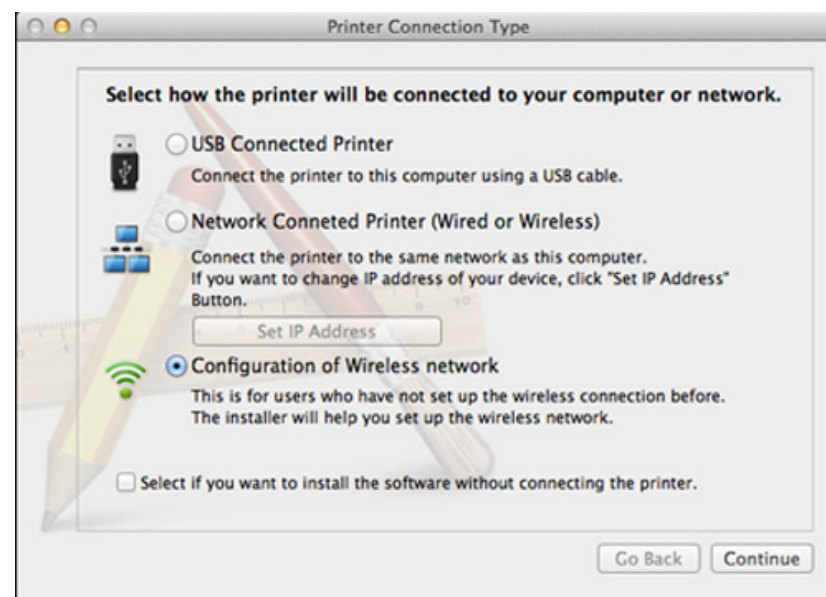 Printer Connection Type
Select how the printer will be connected to your computer or network.
USB Connected Printer
Connect the printer to this computer using a USB cable.
Network Conneted Printer (Wired or Wireless)
Connect the printer to the same network as this computer.
If you want to change IP address of your device, click "Set IP Address"
Button.
Set IP Address
Configuration of Wireless network
This is for users who have not set up the wireless connection before.
The installer will help you set up the wireless network.
Select if you want to install the software without connecting the printer.
Go Back Continue